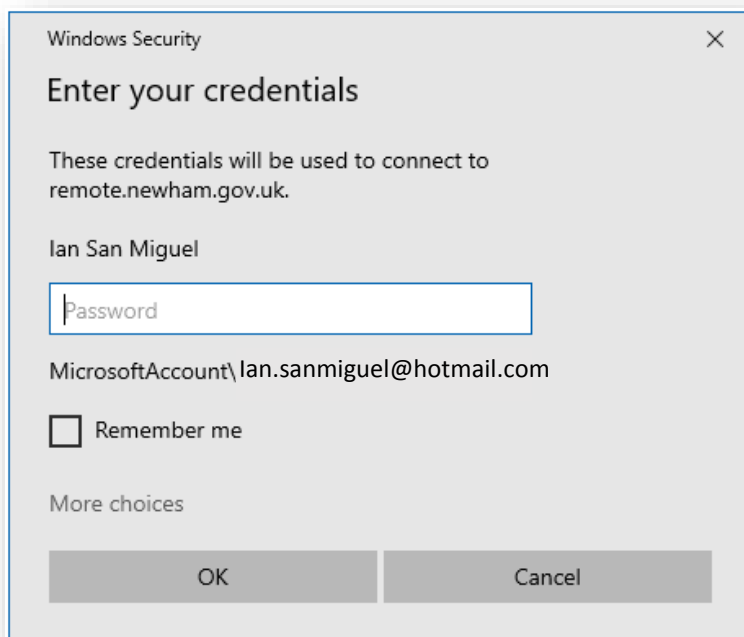 Windows Security
Enter your credentials
These credentials will be used to connect to
remote.newham.gov.uk.
Ian San Miguel
Password
MicrosoftAccount\Ian.sanmiguel@hotmail.com
Remember me
More choices
OK
Cancel